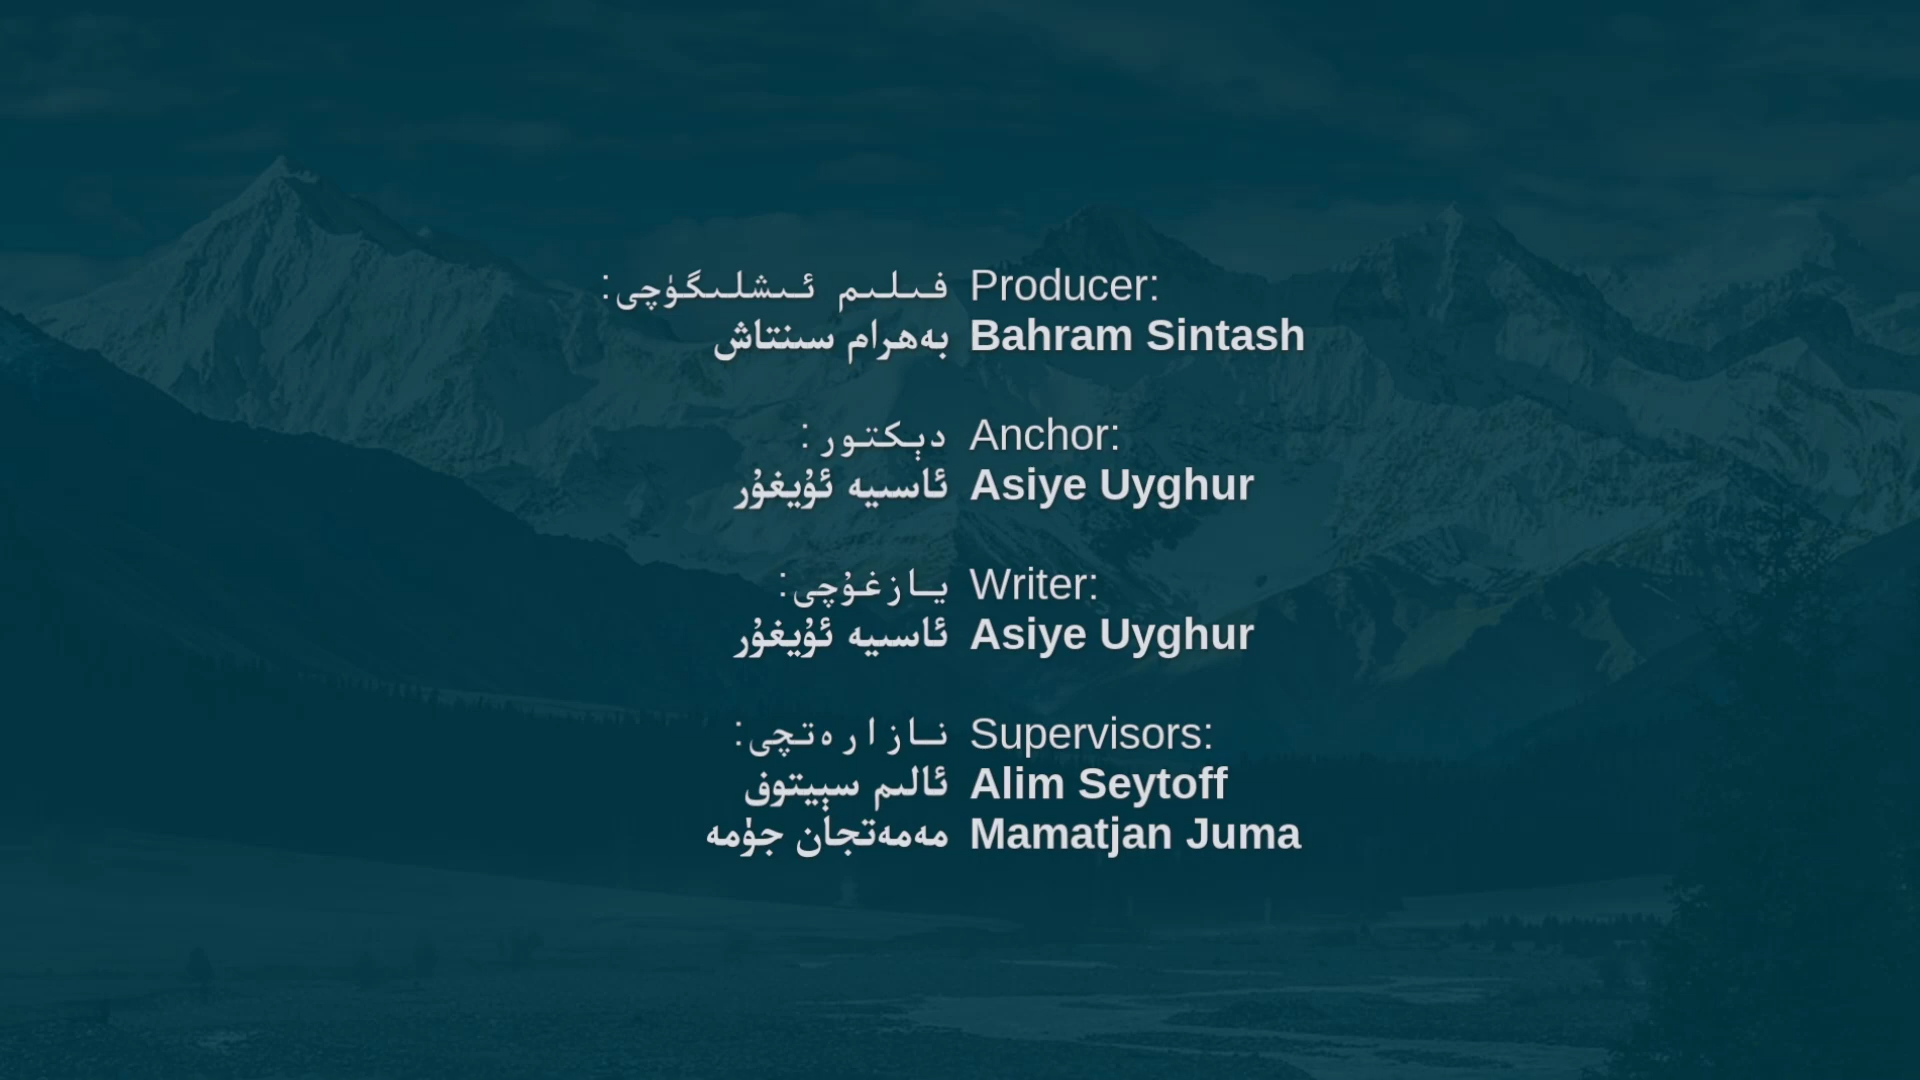 فىلىم ئىشلىگۈچى: Producer:
بەھرام سىنتاش Bahram Sintash
دېكتور: Anchor:
ئاسىيە ئۇيغۇر Asiye Uyghur
يازغۇچى: Writer:
ئاسىيە ئۇيغۇر Asiye Uyghur
نازارەتچى: Supervisors:
ئالىم سېيتوف Alim Seytoff
مەمەتجان جۈمە Mamatjan Juma